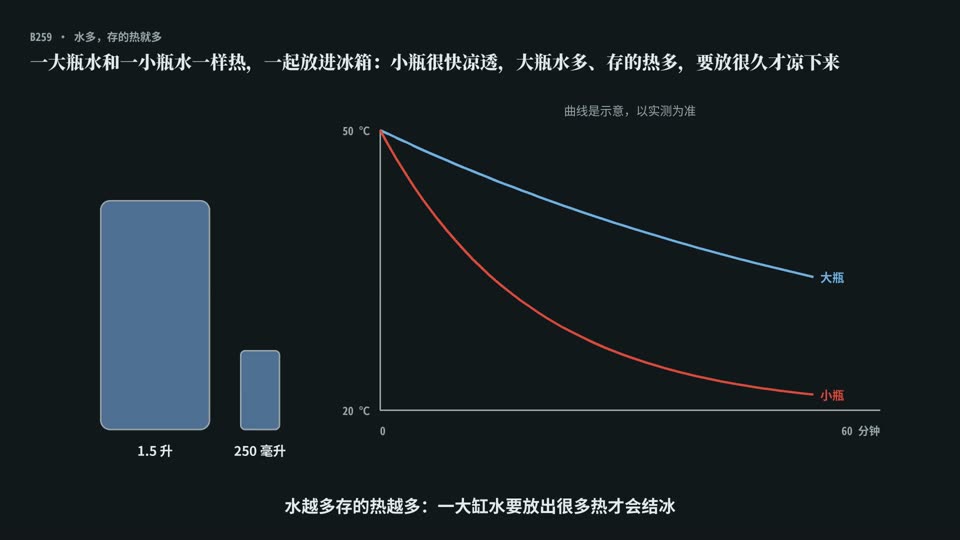 B259 · 水多，存的热就多
一大瓶水和一小瓶水一样热，一起放进冰箱：小瓶很快凉透，大瓶水多、存的热多，要放很久才凉下来
曲线是示意，以实测为准
50 °C
大瓶
小瓶
20 °C
0
60 分钟
1.5 升
250 毫升
水越多存的热越多：一大缸水要放出很多热才会结冰